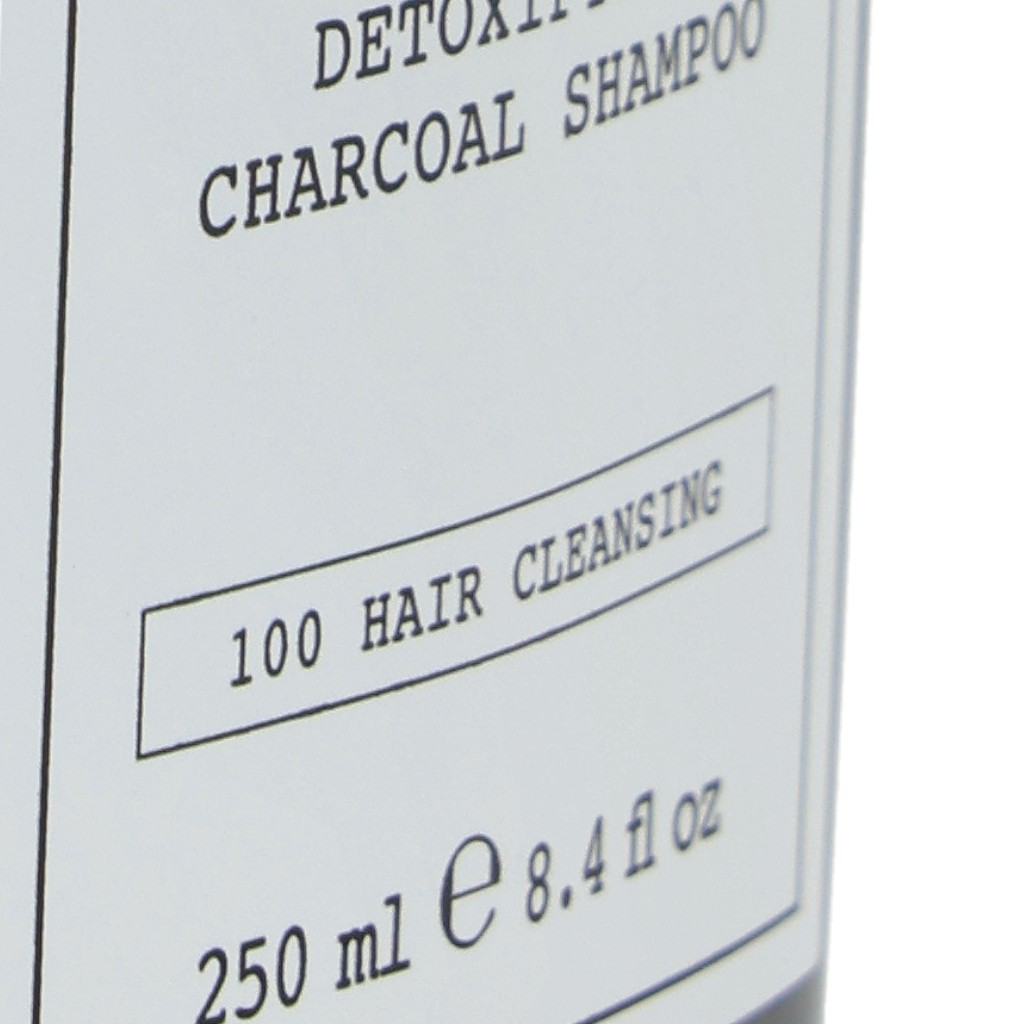 CHARCOAL SHAMPOO
100 HAIR CLEANSING
250 ml ℮ 8.4 fl oz